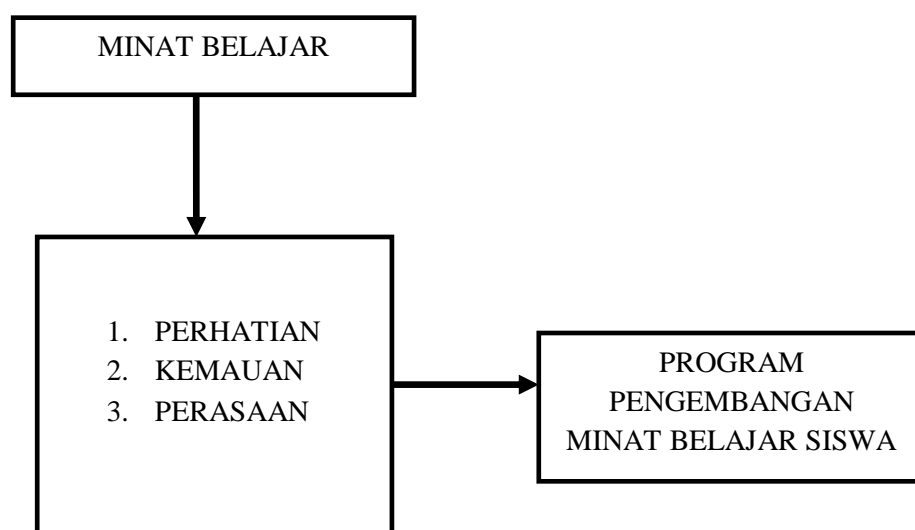 MINAT BELAJAR
1. PERHATIAN
2. KEMAUAN
3. PERASAAN
PROGRAM
PENGEMBANGAN
MINAT BELAJAR SISWA